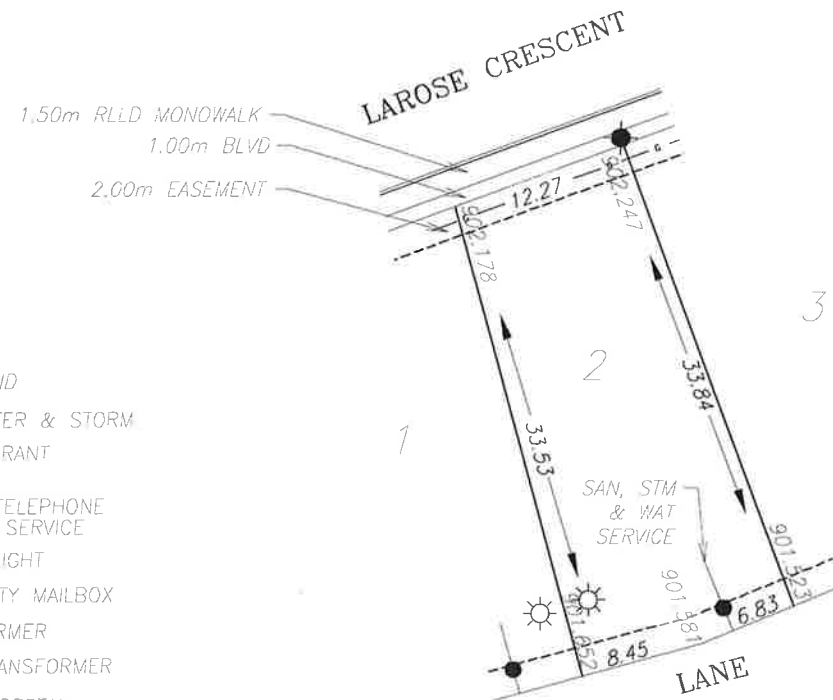 LAROSE CRESCENT
1.50m RLLD MONOWALK
1.00m BLVD
2.00m EASEMENT
12.27
902.178
902.247
3
2
1
33.53
33.84
ER & STORM
RANT
TELEPHONE
SERVICE
IGHT
TY MAILBOX
RMER
ANSFORMER
SAN, STM
& WAT
SERVICE
901.523
901.581
6.83
8.45
LANE